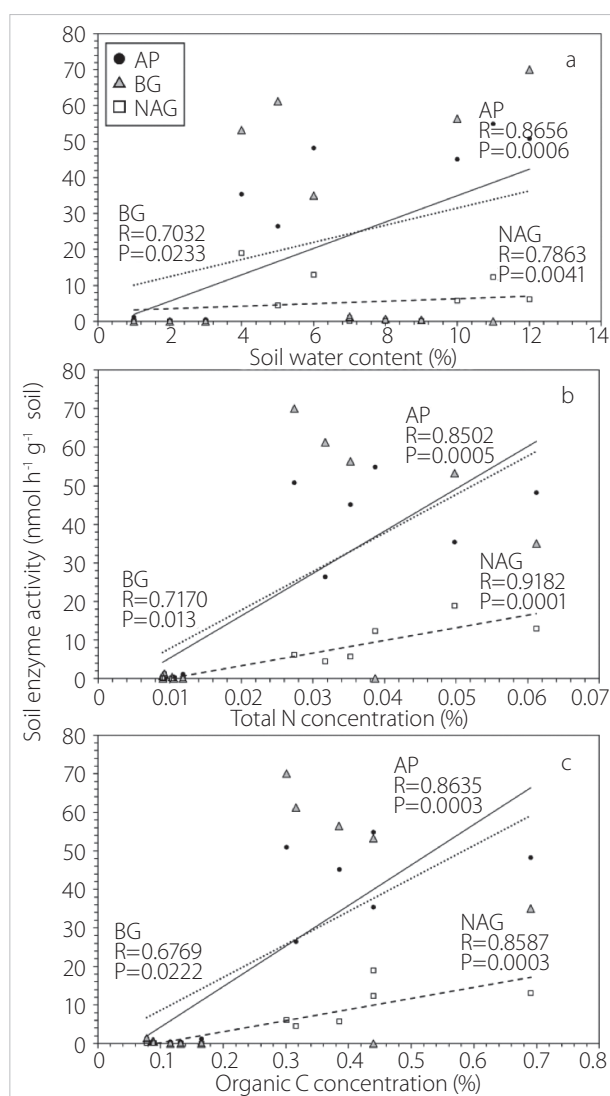 Soil enzyme activity (nmol h⁻¹ g⁻¹ soil)
80
70
60
50
40
30
20
10
0
AP
BG
NAG
a
AP
R=0.8656
P=0.0006
BG
R=0.7032
P=0.0233
NAG
R=0.7863
P=0.0041
0 2 4 6 8 10 12 14
Soil water content (%)
80
70
60
50
40
30
20
10
0
b
AP
R=0.8502
P=0.0005
BG
R=0.7170
P=0.013
NAG
R=0.9182
P=0.0001
0 0.01 0.02 0.03 0.04 0.05 0.06 0.07
Total N concentration (%)
80
70
60
50
40
30
20
10
0
c
AP
R=0.8635
P=0.0003
BG
R=0.6769
P=0.0222
NAG
R=0.8587
P=0.0003
0 0.1 0.2 0.3 0.4 0.5 0.6 0.7 0.8
Organic C concentration (%)